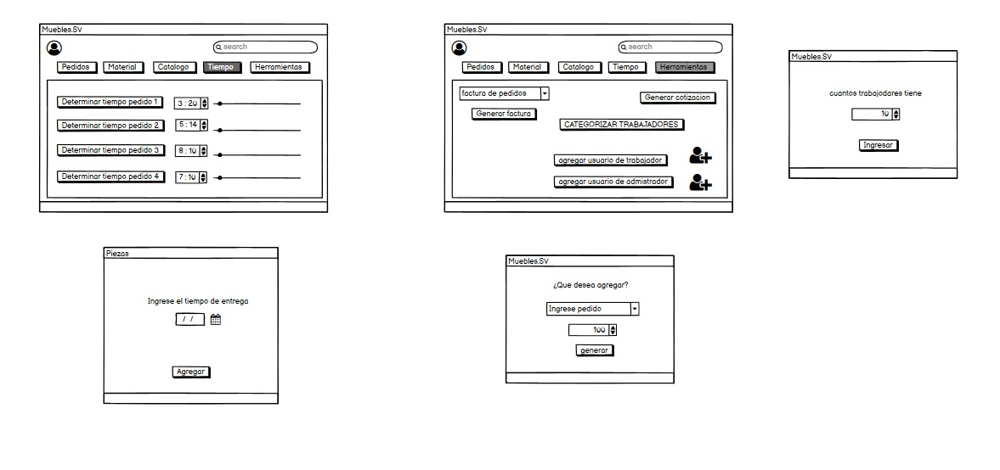 Muebles.SV
search
Pedidos Material Catalogo Tiempo Herramientas
Determinar tiempo pedido 1 3 : 20
Determinar tiempo pedido 2 5 : 14
Determinar tiempo pedido 3 8 : 10
Determinar tiempo pedido 4 7 : 10
Muebles.SV
search
Pedidos Material Catalogo Tiempo Herramientas
factura de pedidos Generar cotizacion
Generar factura
CATEGORIZAR TRABAJADORES
agregar usuario de trabajador
agregar usuario de admistrador
Muebles.SV
cuantos trabajadores tiene
10
Ingresar
Piezas
Ingrese el tiempo de entrega
/ /
Agregar
Muebles.SV
¿Que desea agregar?
Ingrese pedido
100
generar